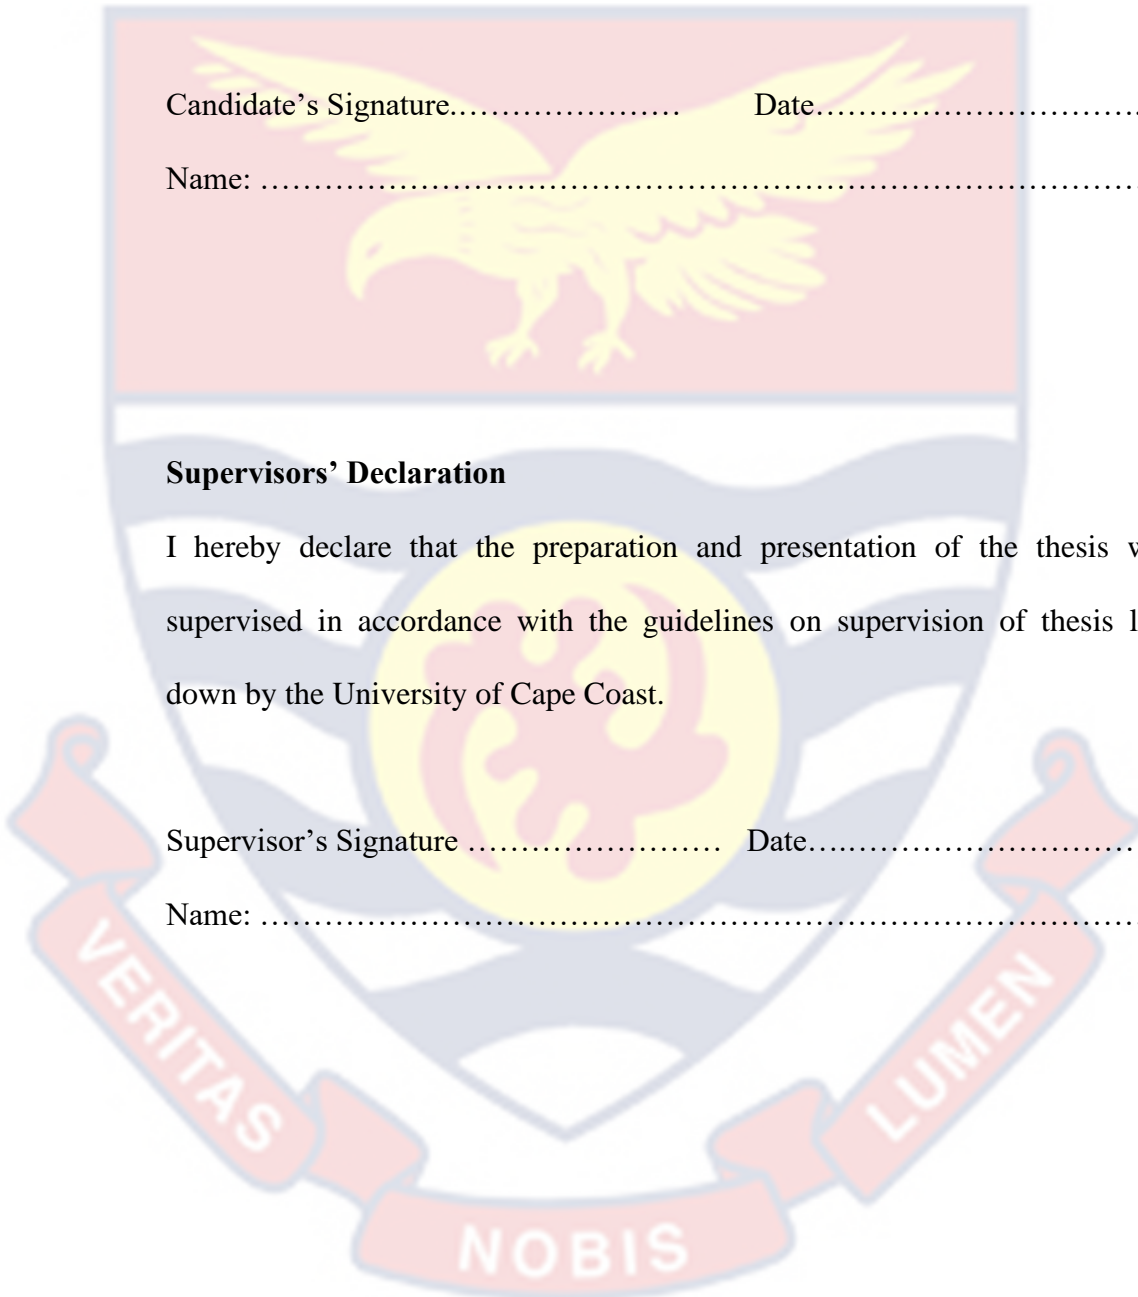 Candidate’s Signature.………………… Date………………………….
Name: ………………………………………………………………………
Supervisors’ Declaration
I hereby declare that the preparation and presentation of the thesis
supervised in accordance with the guidelines on supervision of thesis
down by the University of Cape Coast.
Supervisor’s Signature …………………… Date….………………………
Name: ………………………………………………………………………
VERITAS
NOBIS
LUMEN